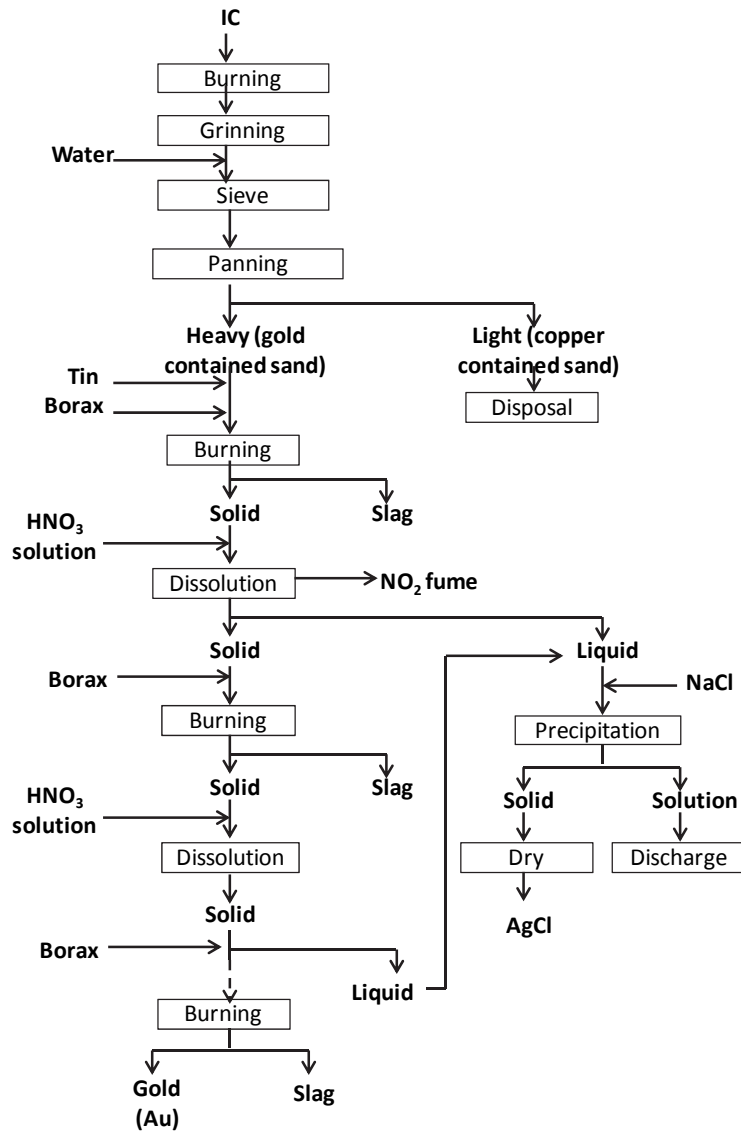 IC
Burning
Grinning
Water
Sieve
Panning
Heavy (gold
contained sand)
Light (copper
contained sand)
Tin
Borax
Disposal
Burning
Solid
Slag
HNO₃
solution
Dissolution
NO₂ fume
Solid
Liquid
Borax
NaCl
Burning
Precipitation
Solid
Slag
HNO₃
solution
Solid
Solution
Dissolution
Dry
Discharge
Solid
AgCl
Borax
Liquid
Burning
Gold
(Au)
Slag